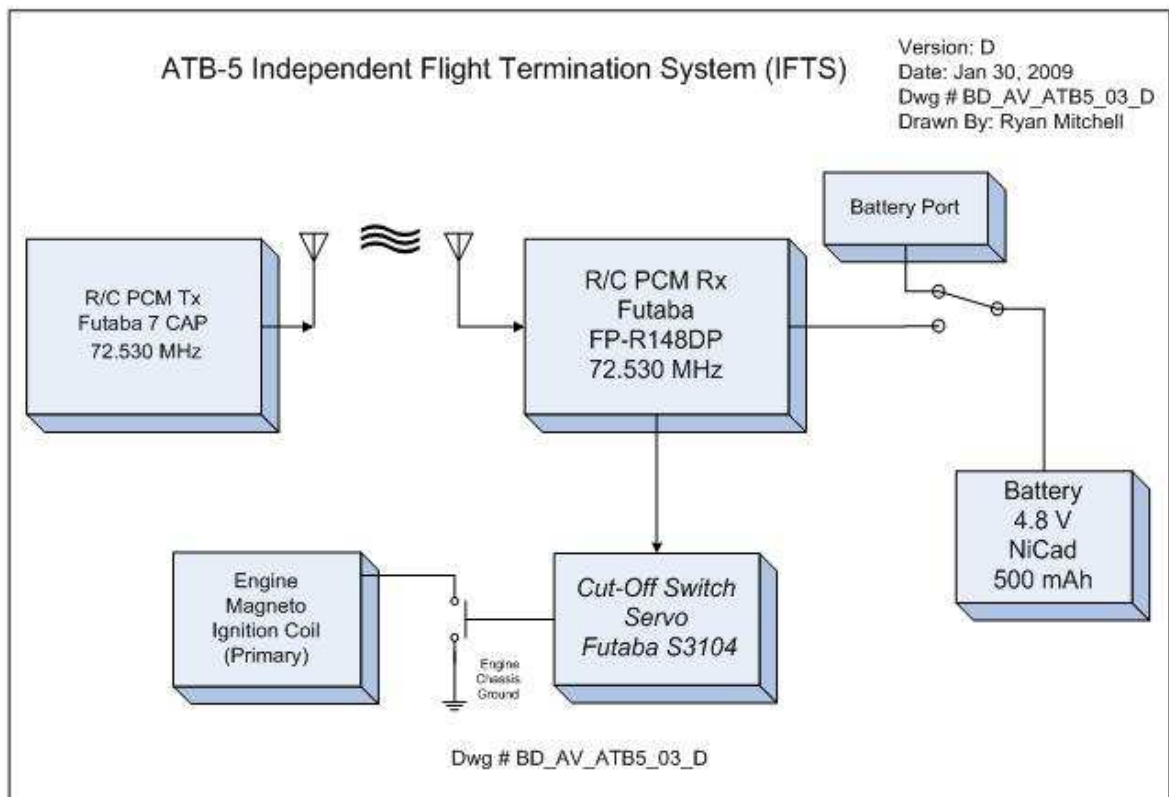 ATB-5 Independent Flight Termination System (IFTS)
Version: D
Date: Jan 30, 2009
Dwg # BD_AV_ATB5_03_D
Drawn By: Ryan Mitchell
Battery Port
R/C PCM Tx
Futaba 7 CAP
72.530 MHz
R/C PCM Rx
Futaba
FP-R148DP
72.530 MHz
Battery
4.8 V
NiCad
500 mAh
Engine
Magneto
Ignition Coil
(Primary)
Engine
Chassis
Ground
Cut-Off Switch
Servo
Futaba S3104
Dwg # BD_AV_ATB5_03_D